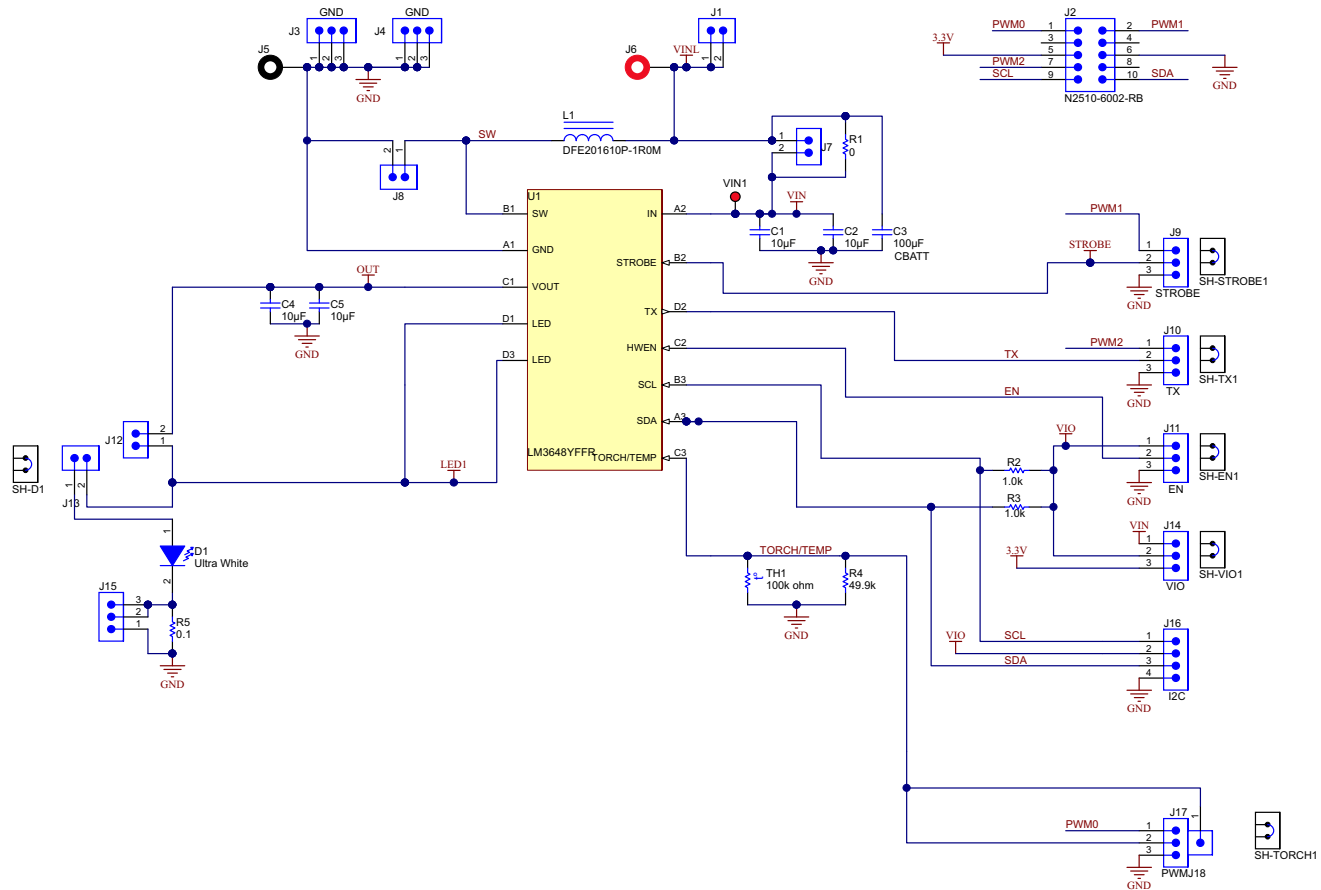 GND
GND
J1
J2
J3
J4
1
2
3
1
2
3
1
2
J5
GND
J6
VINL
PWM0
1
2
PWM1
3
4
3.3V
5
6
PWM2
7
8
SCL
9
10
SDA
GND
N2510-6002-RB
L1
SW
DFE201610P-1R0M
2
1
J8
1
2
J7
R1
0
VIN1
VIN
U1
B1
SW
IN
A2
C1
10µF
C2
10µF
C3
100µF
CBATT
GND
A1
GND
STROBE
B2
C1
VOUT
TX
D2
D1
LED
HWEN
C2
D3
LED
SCL
B3
SDA
A3
LM3648YFFR
TORCH/TEMP
C3
OUT
C4
10µF
C5
10µF
GND
PWM1
J9
STROBE
1
2
3
GND
STROBE
SH-STROBE1
PWM2
J10
TX
1
2
3
GND
TX
SH-TX1
EN
VIO
J11
1
2
3
GND
EN
SH-EN1
R2
1.0k
R3
1.0k
VIN
J14
1
3.3V
2
3
VIO
SH-VIO1
J12
2
1
SH-D1
1
2
J13
LED1
1
D1
Ultra White
2
J15
3
2
1
R5
0.1
GND
TORCH/TEMP
t°
TH1
100k ohm
R4
49.9k
GND
J16
SCL
1
VIO
2
SDA
3
4
GND
I2C
J17
1
PWM0
1
2
3
GND
PWMJ18
SH-TORCH1